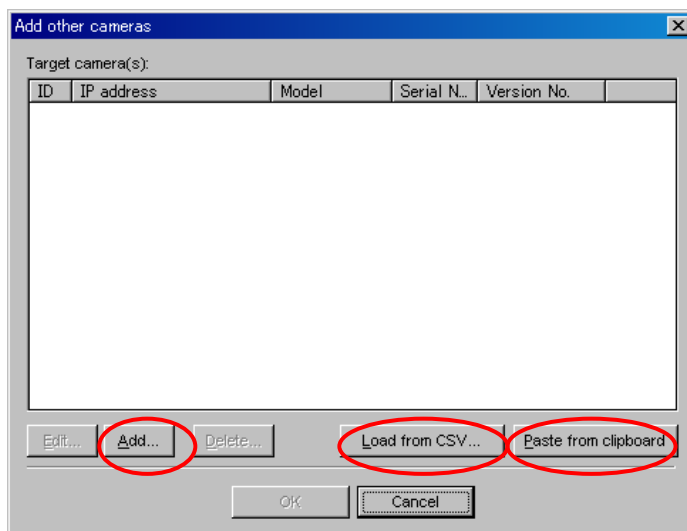 Add other cameras
Target camera(s):
ID IP address Model Serial N... Version No.
Edit... Add... Delete... Load from CSV... Paste from clipboard
OK Cancel